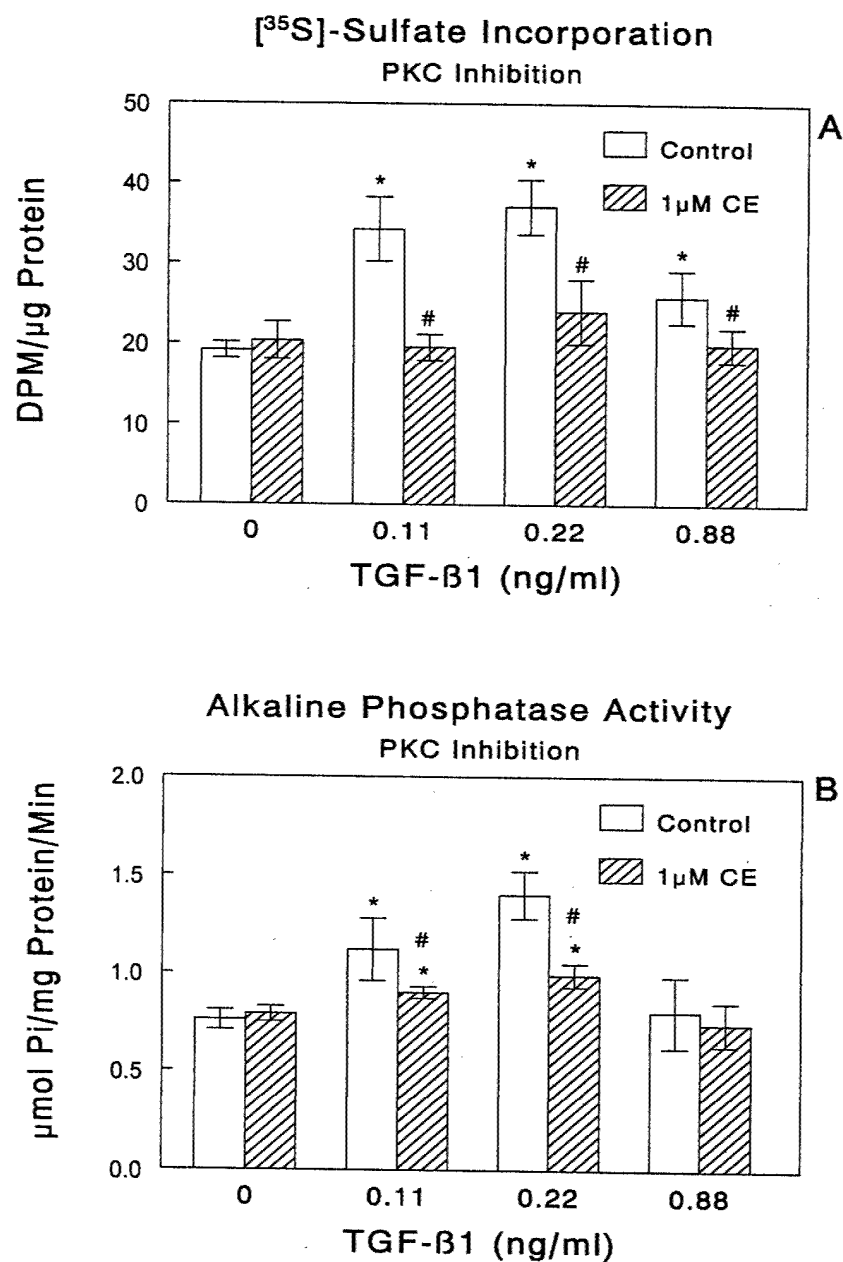 [³⁵S]-Sulfate Incorporation
PKC Inhibition
A
50
40
30
20
10
0
DPM/µg Protein
Control
1µM CE
*
#
*
#
*
#
0 0.11 0.22 0.88
TGF-ß1 (ng/ml)
Alkaline Phosphatase Activity
PKC Inhibition
B
2.0
1.5
1.0
0.5
0.0
µmol Pi/mg Protein/Min
Control
1µM CE
*
#
*
*
#
*
0 0.11 0.22 0.88
TGF-ß1 (ng/ml)